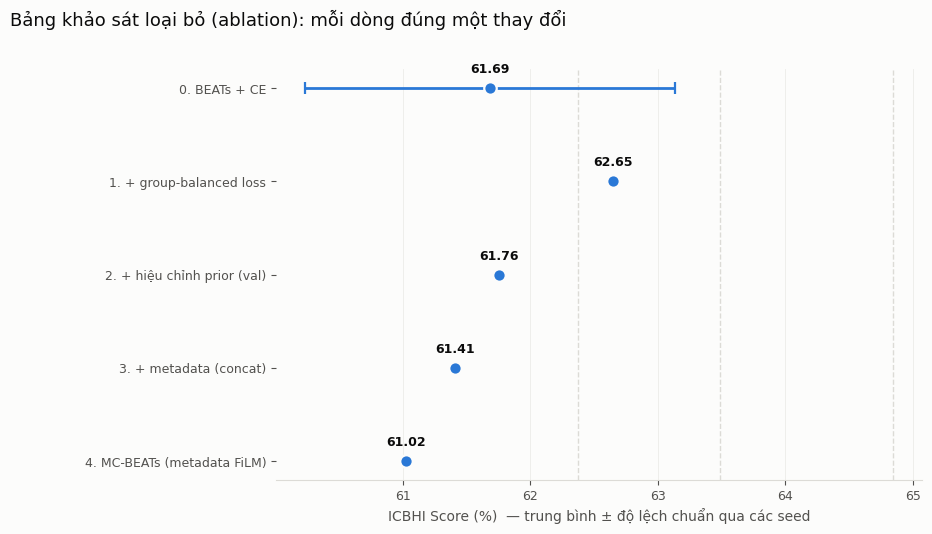 Bảng khảo sát loại bỏ (ablation): mỗi dòng đúng một thay đổi
61.69
0. BEATs + CE
62.65
1. + group-balanced loss
61.76
2. + hiệu chỉnh prior (val)
61.41
3. + metadata (concat)
61.02
4. MC-BEATs (metadata FiLM)
61 62 63 64 65
ICBHI Score (%) — trung bình ± độ lệch chuẩn qua các seed